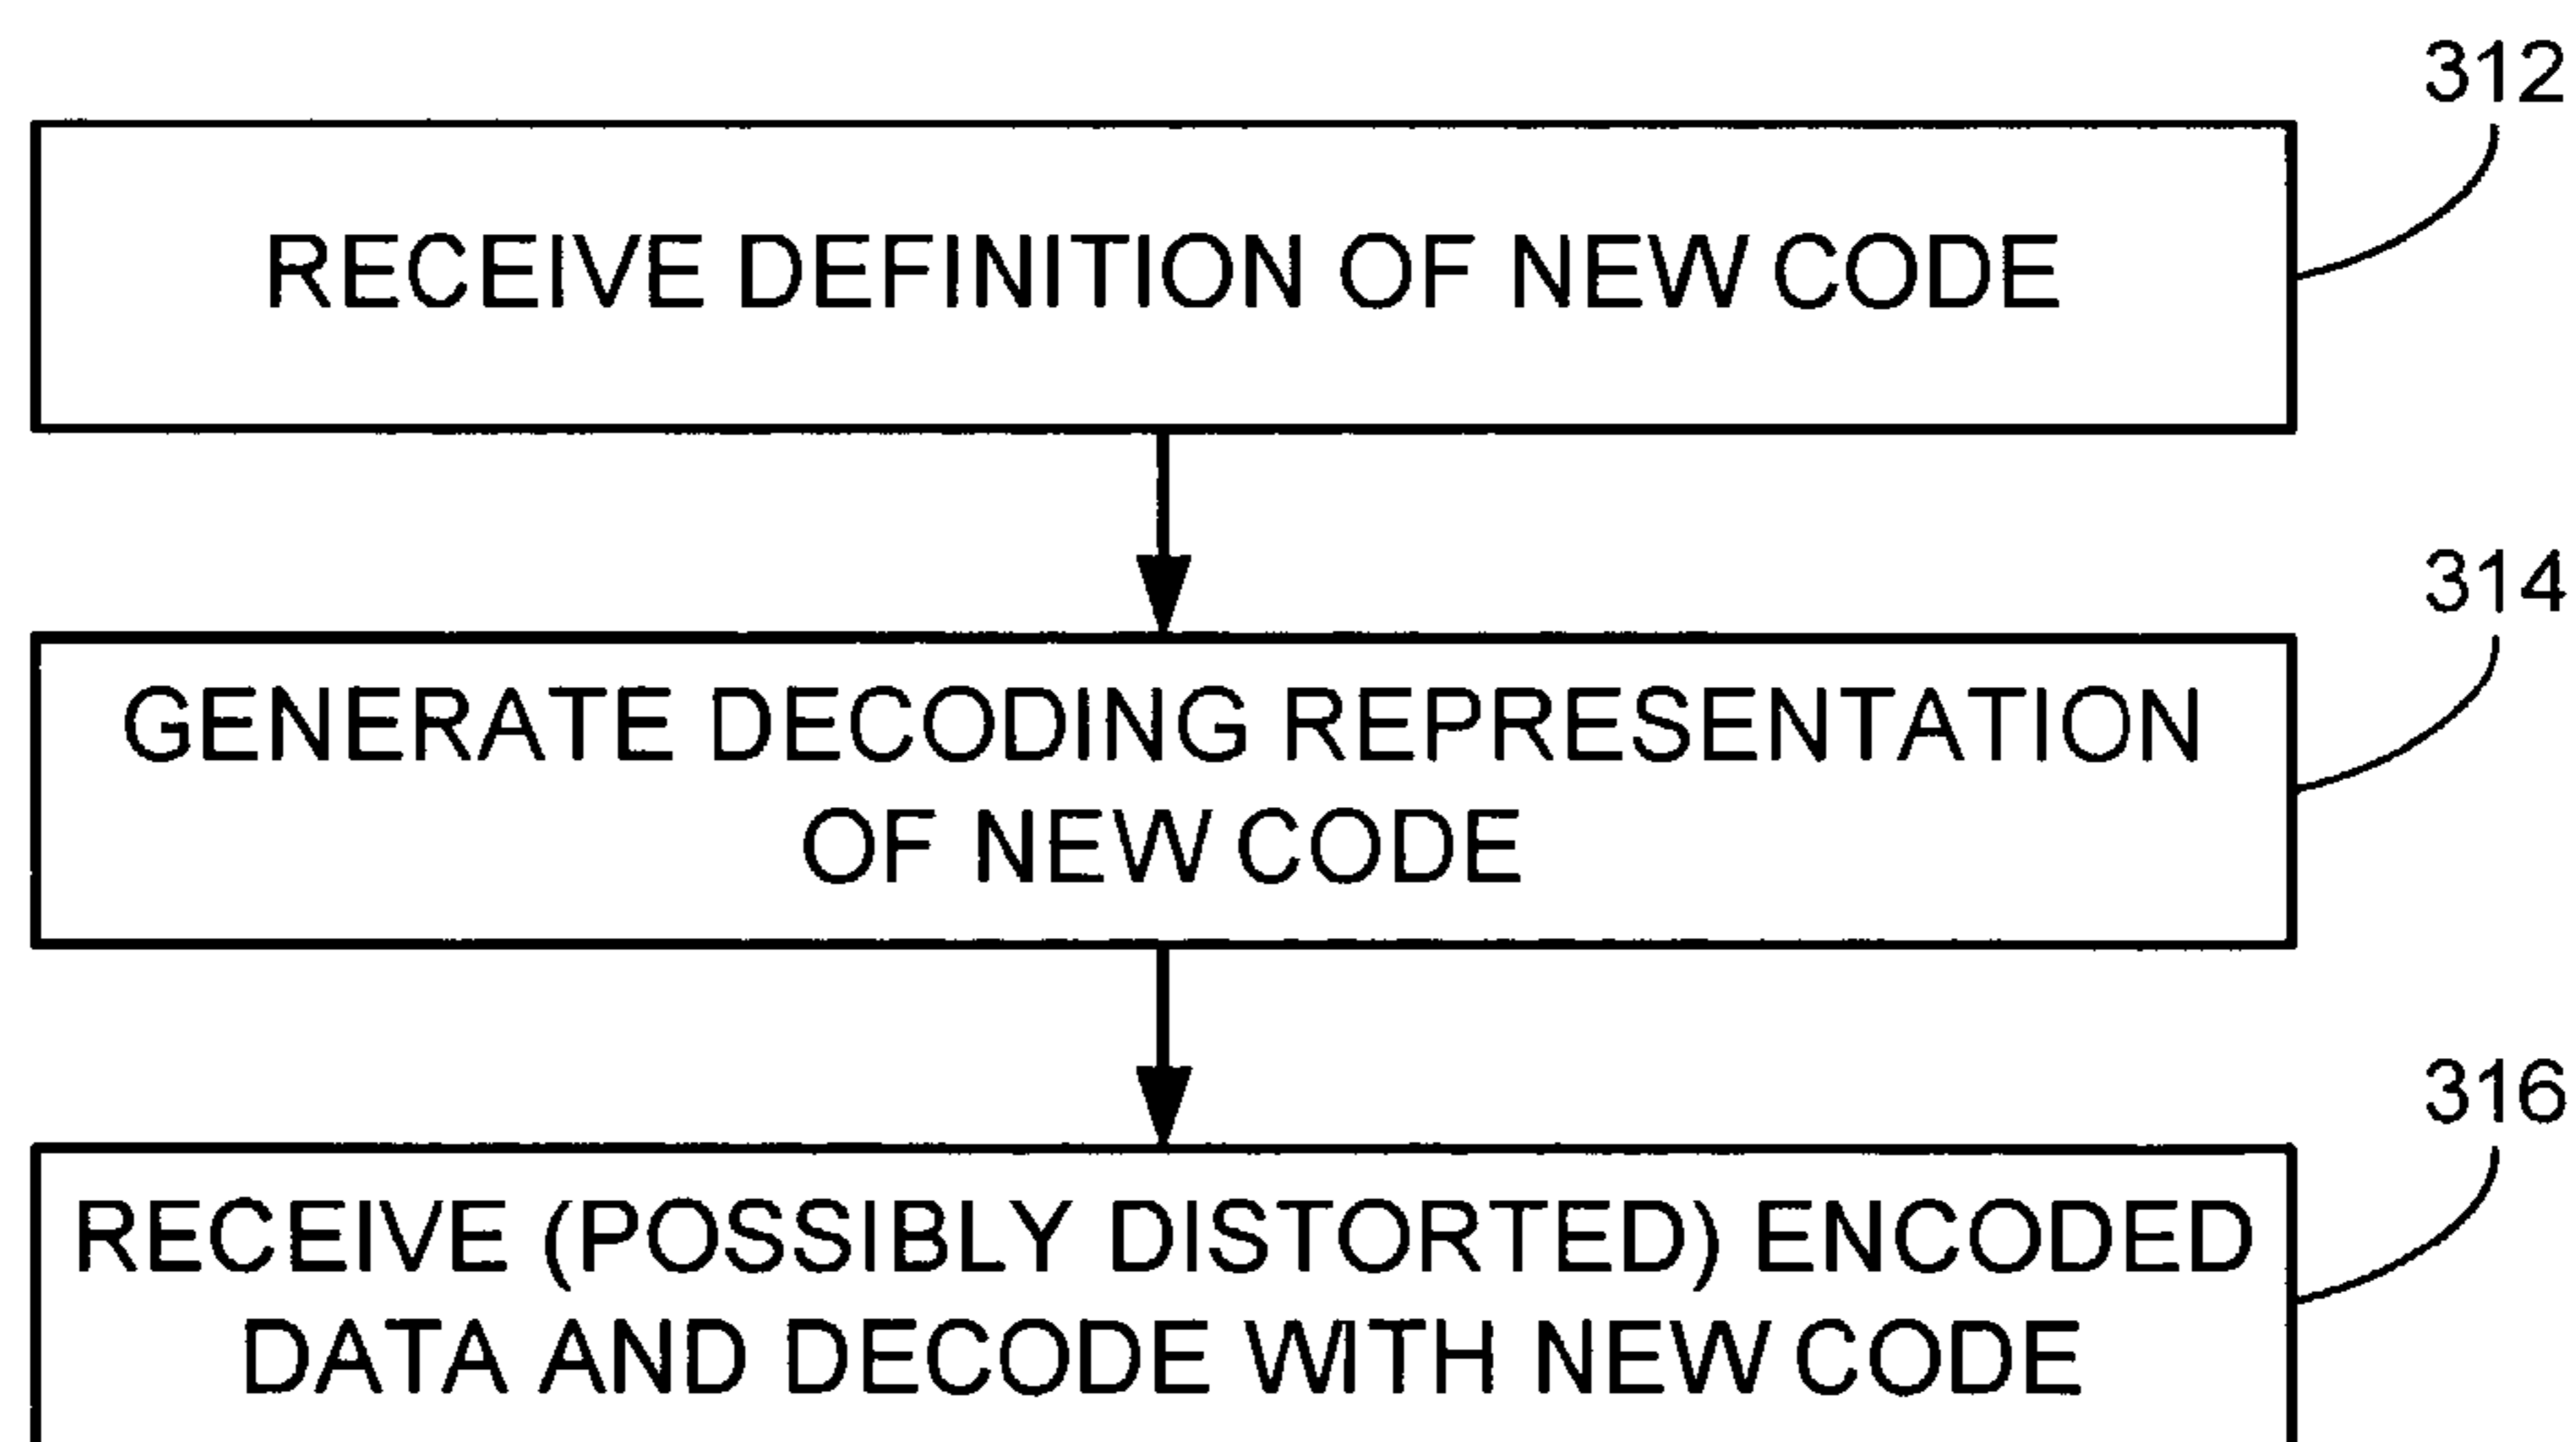 312
RECEIVE DEFINITION OF NEW CODE
314
GENERATE DECODING REPRESENTATION
OF NEW CODE
316
RECEIVE (POSSIBLY DISTORTED) ENCODED
DATA AND DECODE WITH NEW CODE